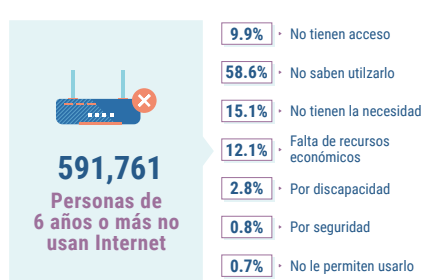 591,761
Personas de
6 años o más no
usan Internet
9.9% No tienen acceso
58.6% No saben utilzarlo
15.1% No tienen la necesidad
12.1% Falta de recursos
económicos
2.8% Por discapacidad
0.8% Por seguridad
0.7% No le permiten usarlo